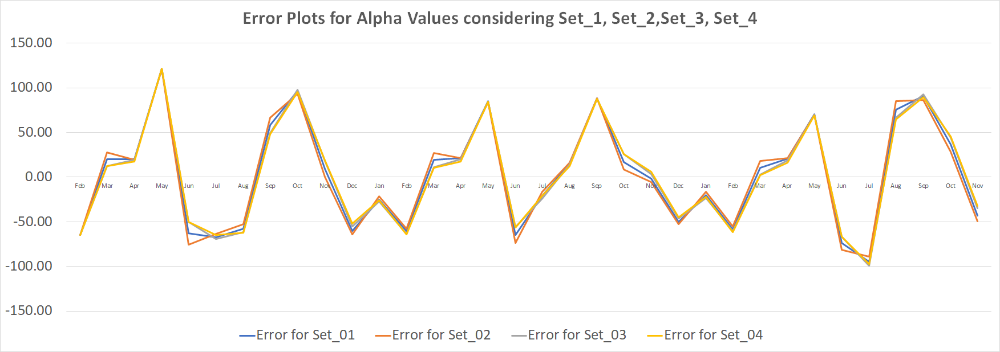 Error Plots for Alpha Values considering Set_1, Set_2,Set_3, Set_4
150.00
100.00
50.00
0.00
-50.00
-100.00
-150.00
Feb Mar Apr May Jun Jul Aug Sep Oct Nov Dec Jan Feb Mar Apr May Jun Jul Aug Sep Oct Nov Dec Jan Feb Mar Apr May Jun Jul Aug Sep Oct Nov
Error for Set_01 Error for Set_02 Error for Set_03 Error for Set_04